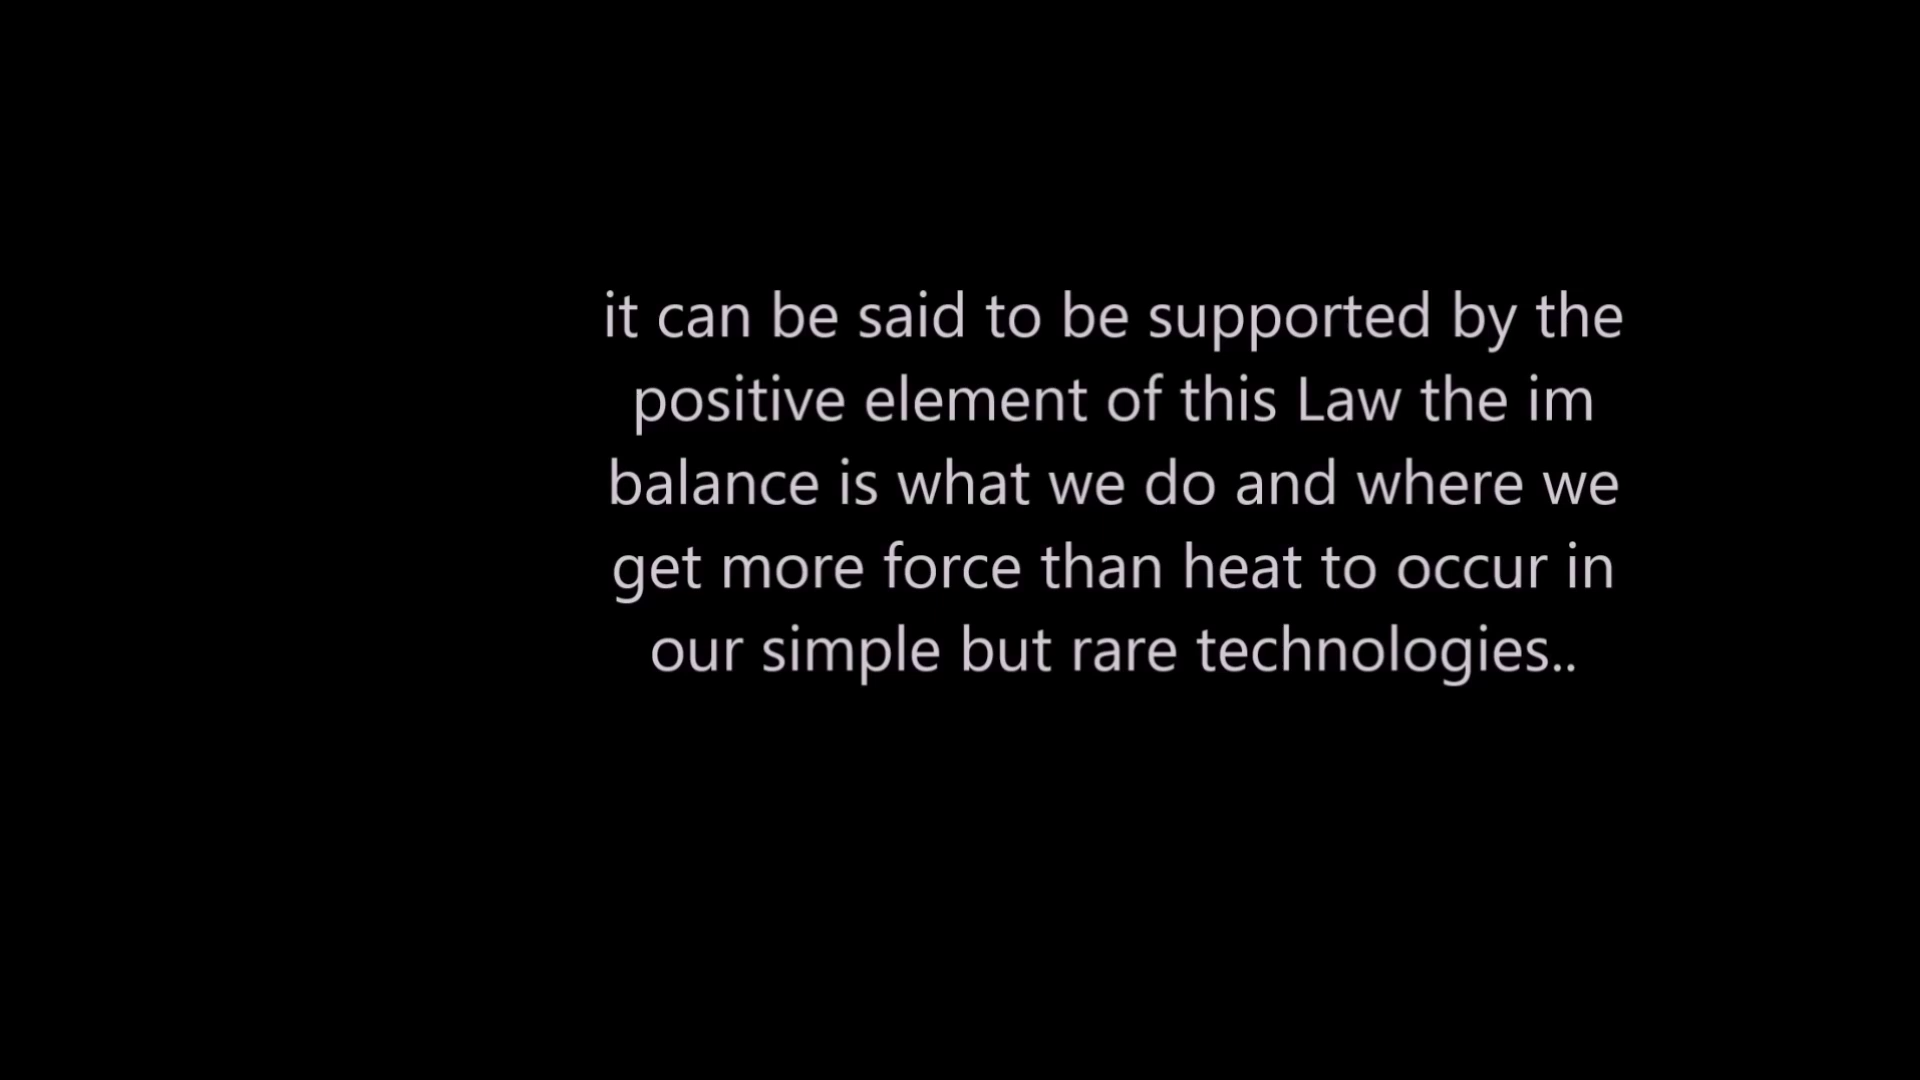 it can be said to be supported by the
positive element of this Law the im
balance is what we do and where we
get more force than heat to occur in
our simple but rare technologies..